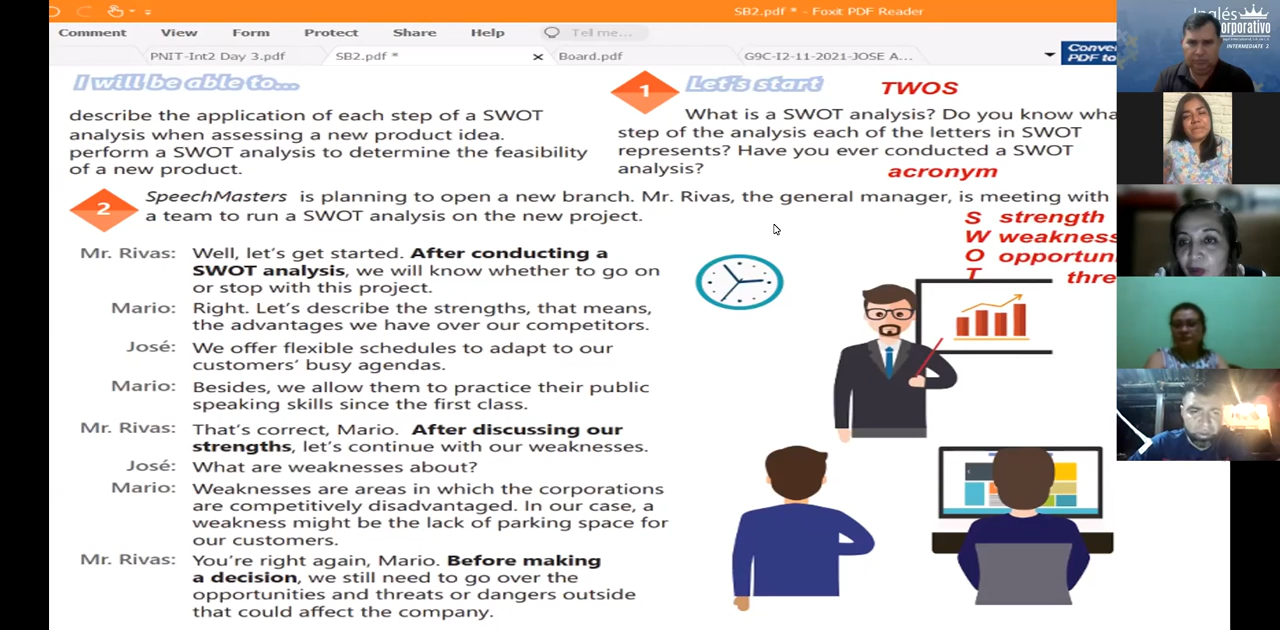 SB2.pdf * - Foxit PDF Reader
Comment View Form Protect Share Help Tell me...
PNIT-Int2 Day 3.pdf SB2.pdf * Board.pdf G9C-I2-11-2021-JOSE A...
PDF to
Inglés
INTERMEDIATE 2
I will be able to...
describe the application of each step of a SWOT
analysis when assessing a new product idea.
perform a SWOT analysis to determine the feasibility
of a new product.
1 Let's start TWOS
What is a SWOT analysis? Do you know
step of the analysis each of the letters in SWOT
represents? Have you ever conducted a SWOT
analysis?
acronym
2 SpeechMasters is planning to open a new branch. Mr. Rivas, the general manager, is meeting with
a team to run a SWOT analysis on the new project.
S strength
W weakness
O
T
Mr. Rivas: Well, let's get started. After conducting a
SWOT analysis, we will know whether to go on
or stop with this project.
Mario: Right. Let's describe the strengths, that means,
the advantages we have over our competitors.
José: We offer flexible schedules to adapt to our
customers' busy agendas.
Mario: Besides, we allow them to practice their public
speaking skills since the first class.
Mr. Rivas: That's correct, Mario. After discussing our
strengths, let's continue with our weaknesses.
José: What are weaknesses about?
Mario: Weaknesses are areas in which the corporations
are competitively disadvantaged. In our case, a
weakness might be the lack of parking space for
our customers.
Mr. Rivas: You're right again, Mario. Before making
a decision, we still need to go over the
opportunities and threats or dangers outside
that could affect the company.